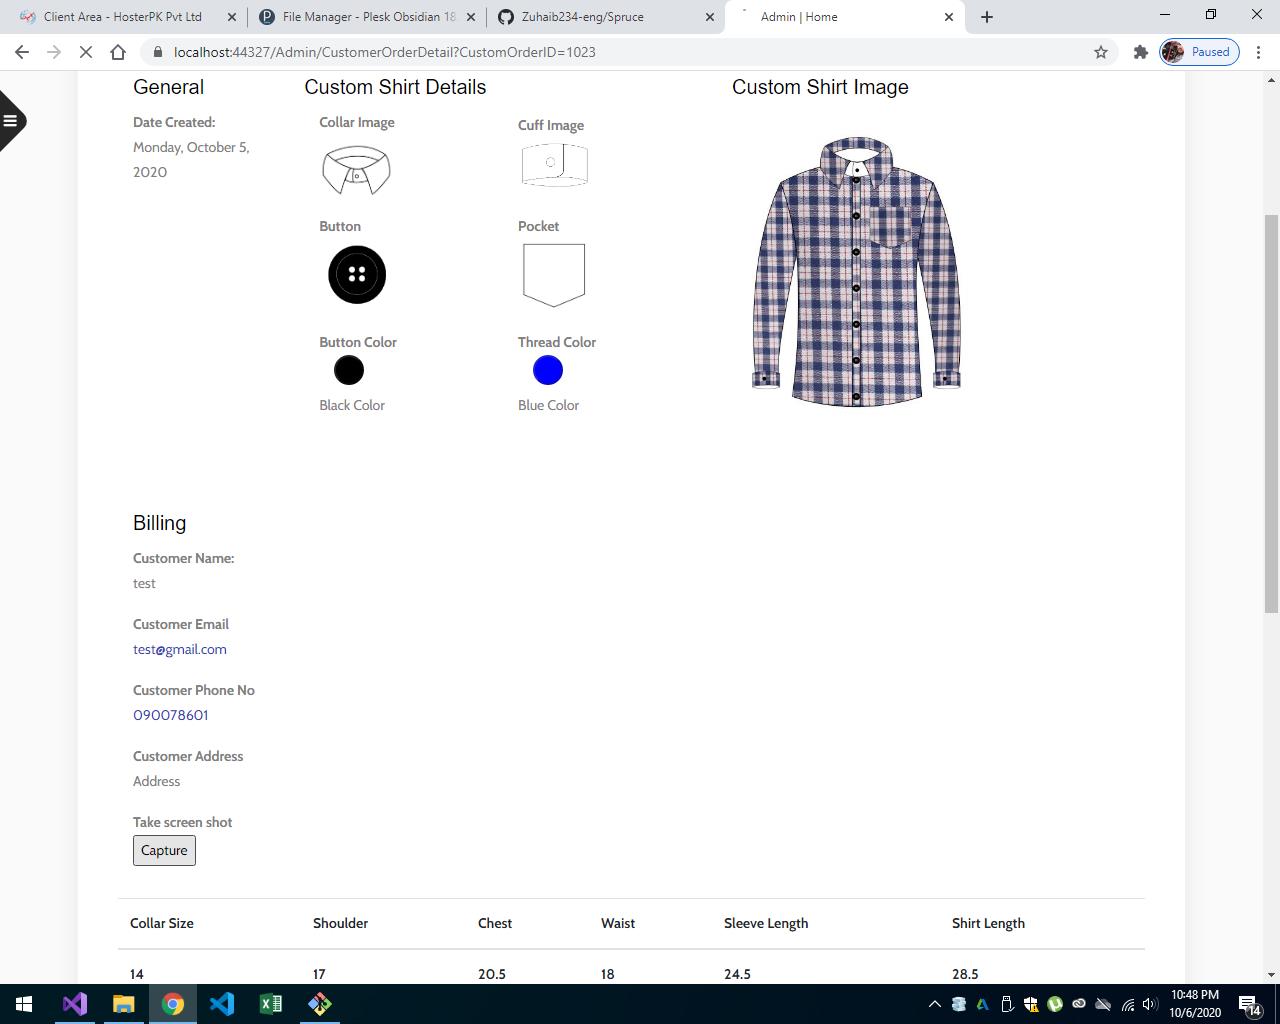 Client Area - HosterPK Pvt Ltd
File Manager - Plesk Obsidian 18.
Zuhaib234-eng/Spruce
Admin | Home
localhost:44327/Admin/CustomerOrderDetail?CustomOrderID=1023
Paused
General
Custom Shirt Details
Custom Shirt Image
Date Created:
Monday, October 5,
2020
Collar Image
Cuff Image
Button
Pocket
Button Color
Thread Color
Black Color
Blue Color
Billing
Customer Name:
test
Customer Email
test@gmail.com
Customer Phone No
090078601
Customer Address
Address
Take screen shot
Capture
Collar Size Shoulder Chest Waist Sleeve Length Shirt Length
14 17 20.5 18 24.5 28.5
10:48 PM
10/6/2020
14